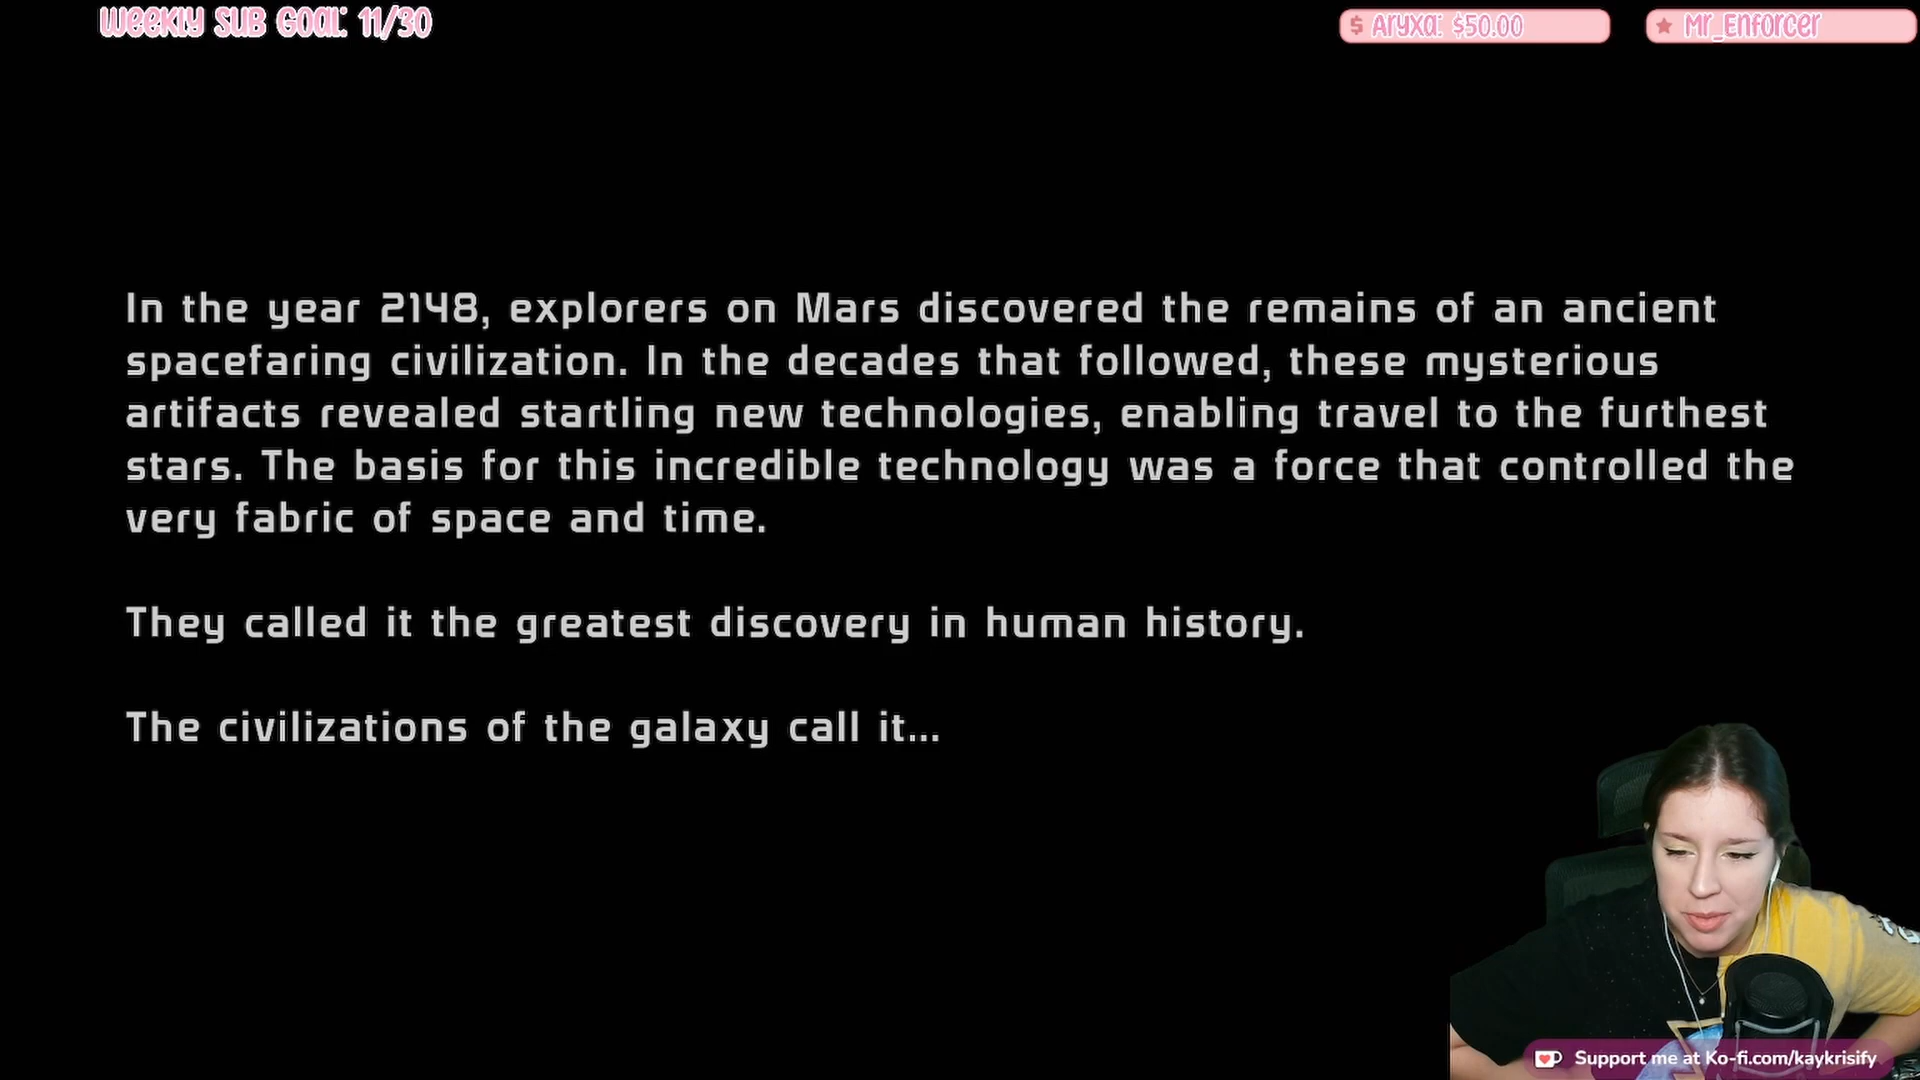 Weekly Sub Goal: 11/30
$ Aryxa: $50.00
Mr_Enforcer
In the year 2148, explorers on Mars discovered the remains of an ancient
spacefaring civilization. In the decades that followed, these mysterious
artifacts revealed startling new technologies, enabling travel to the furthest
stars. The basis for this incredible technology was a force that controlled the
very fabric of space and time.
They called it the greatest discovery in human history.
The civilizations of the galaxy call it...
Support me at Ko-fi.com/kaykrisify